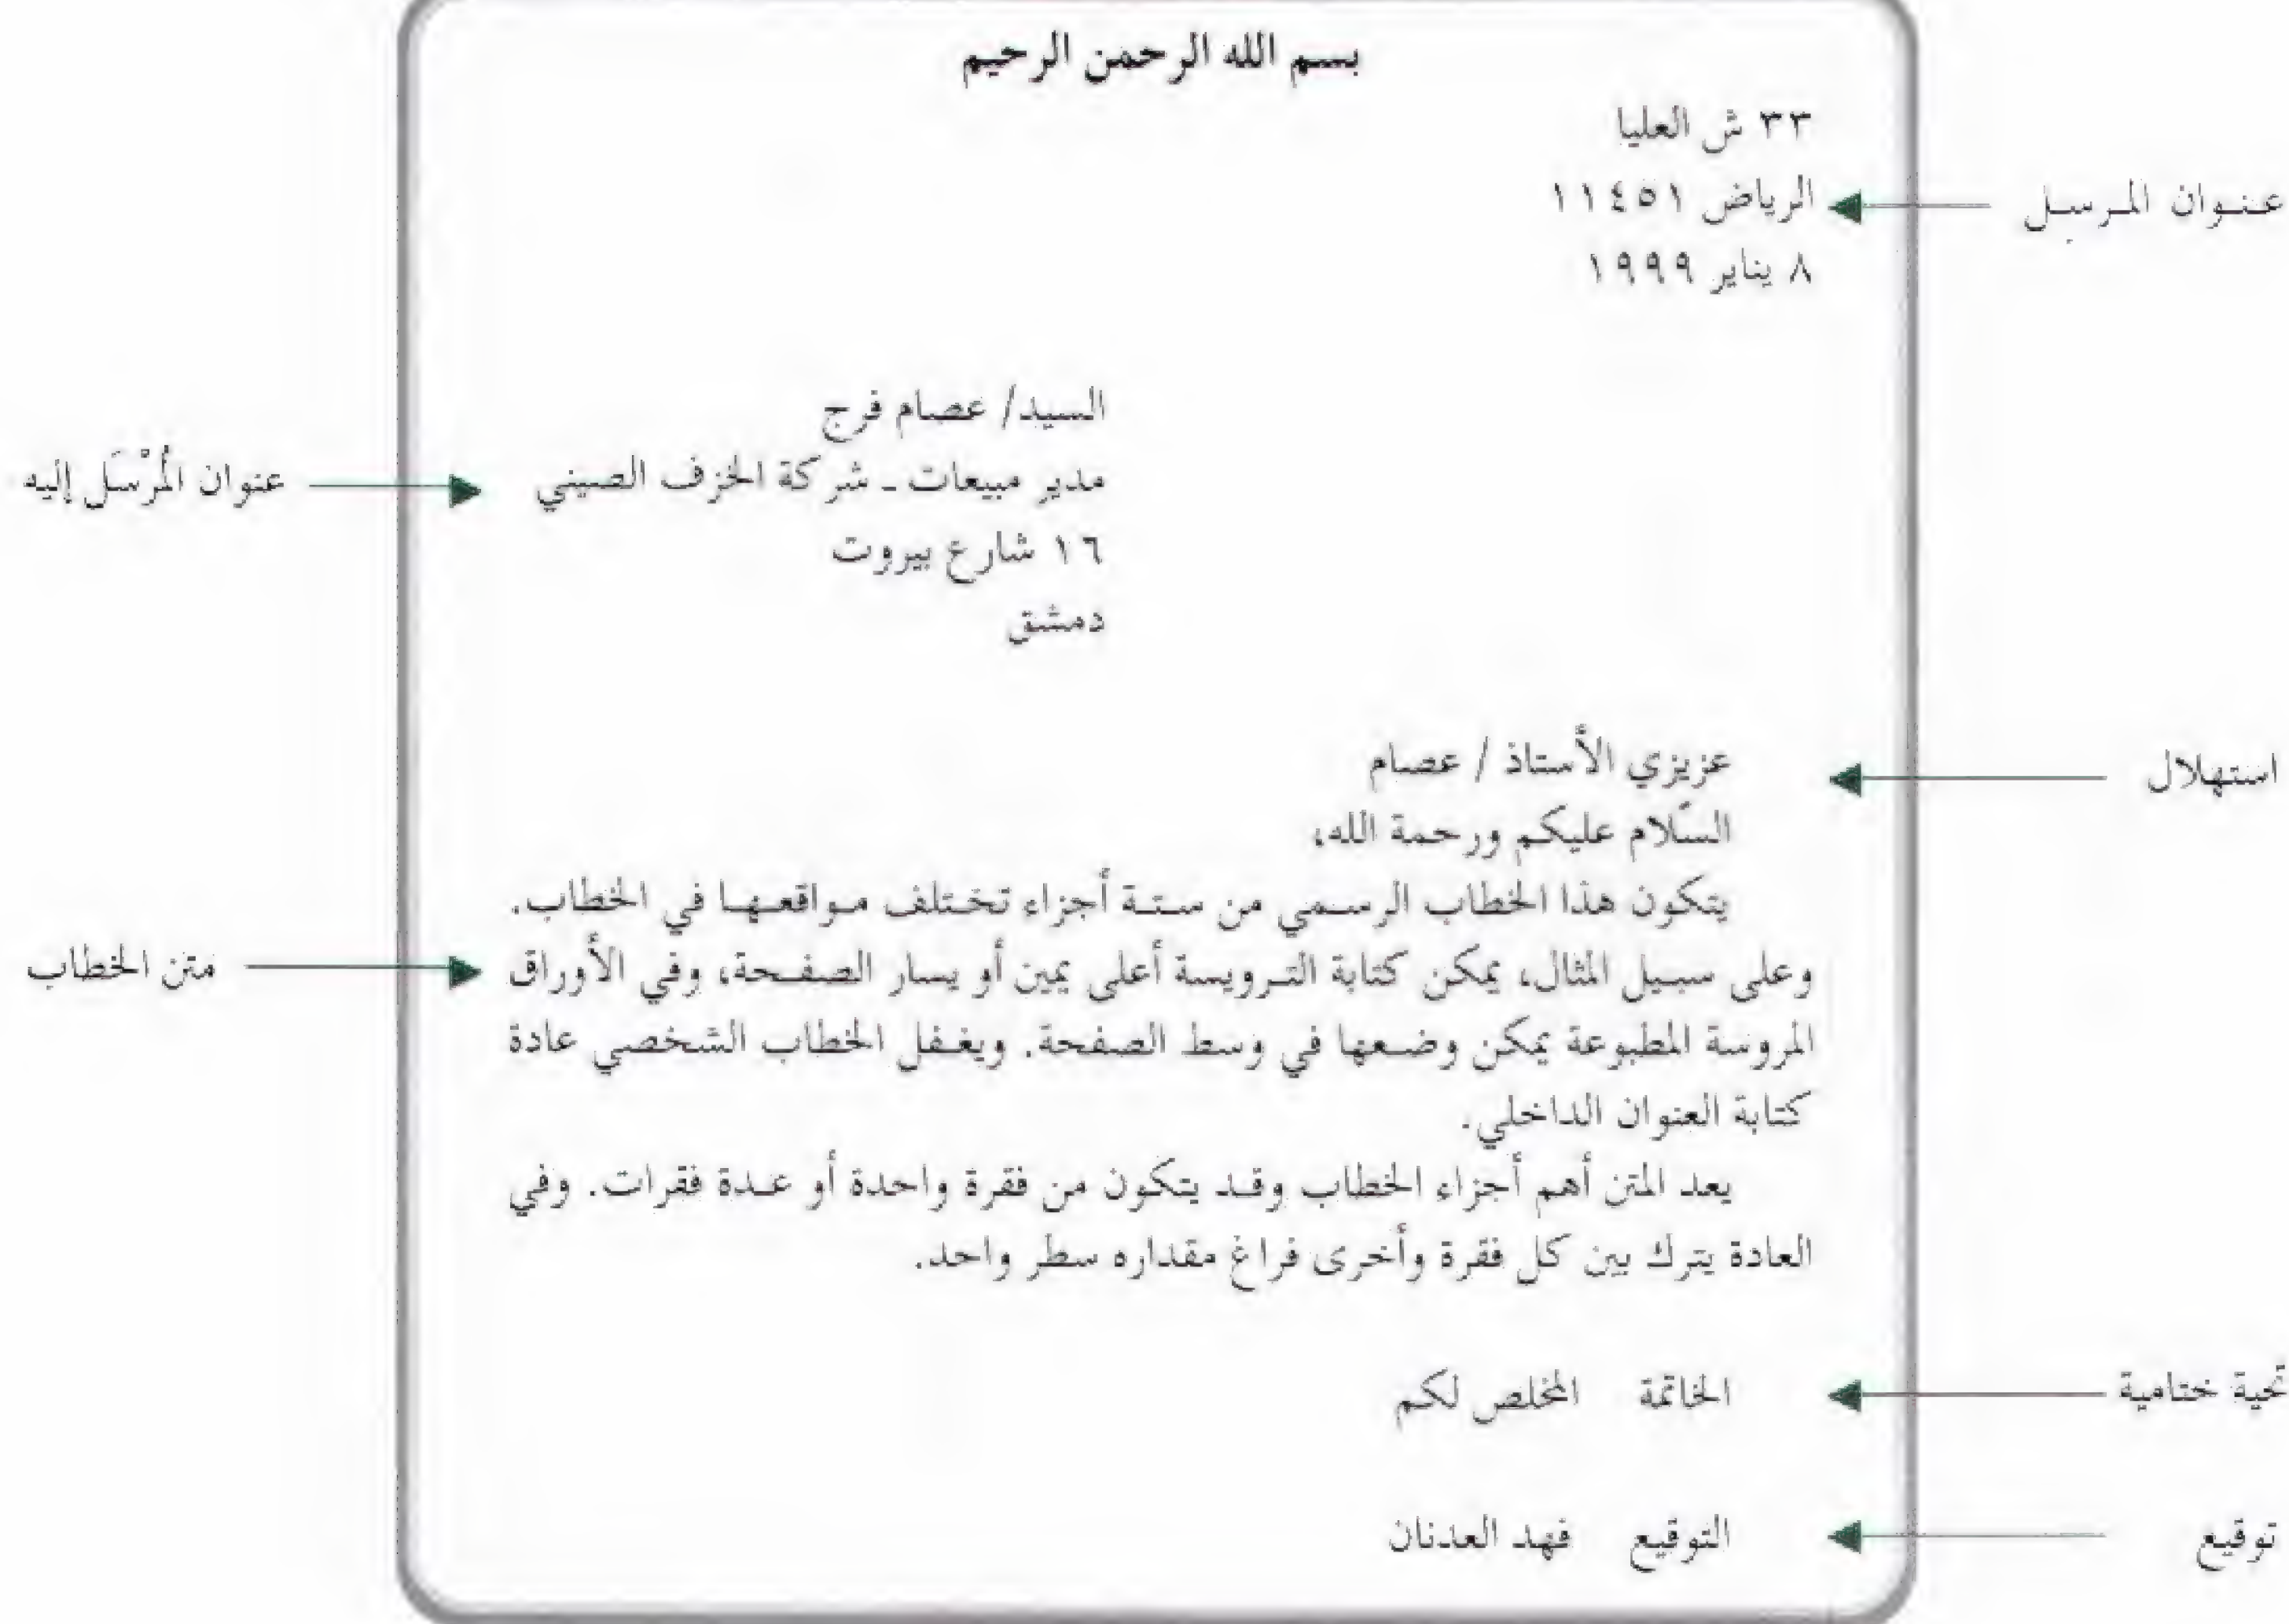 بسم الله الرحمن الرحيم
٣٣ ش العليا
عنوان المرسل
الرياض ١١٤٥١
٨ يناير ١٩٩٩
السيد/ عصام فرج
مدير مبيعات ـ شركة الخزف الصيني
عنوان المُرْسَل إليه
١٦ شارع بيروت
دمشق
استهلال
عزيزي الأستاذ / عصام
السّلام عليكم ورحمة الله،
يتكون هذا الخطاب الرسمي من ستة أجزاء تختلف مواقعها في الخطاب.
وعلى سبيل المثال، يمكن كتابة الترويسة أعلى يمين أو يسار الصفحة، وفي الأوراق
متن الخطاب
المروسة المطبوعة يمكن وضعها في وسط الصفحة. ويغفل الخطاب الشخصي عادة
كتابة العنوان الداخلي.
يعد المتن أهم أجزاء الخطاب وقد يتكون من فقرة واحدة أو عدة فقرات. وفي
العادة يترك بين كل فقرة وأخرى فراغ مقداره سطر واحد.
تحية ختامية
الخاتمة المخلص لكم
توقيع
التوقيع فهد العدنان